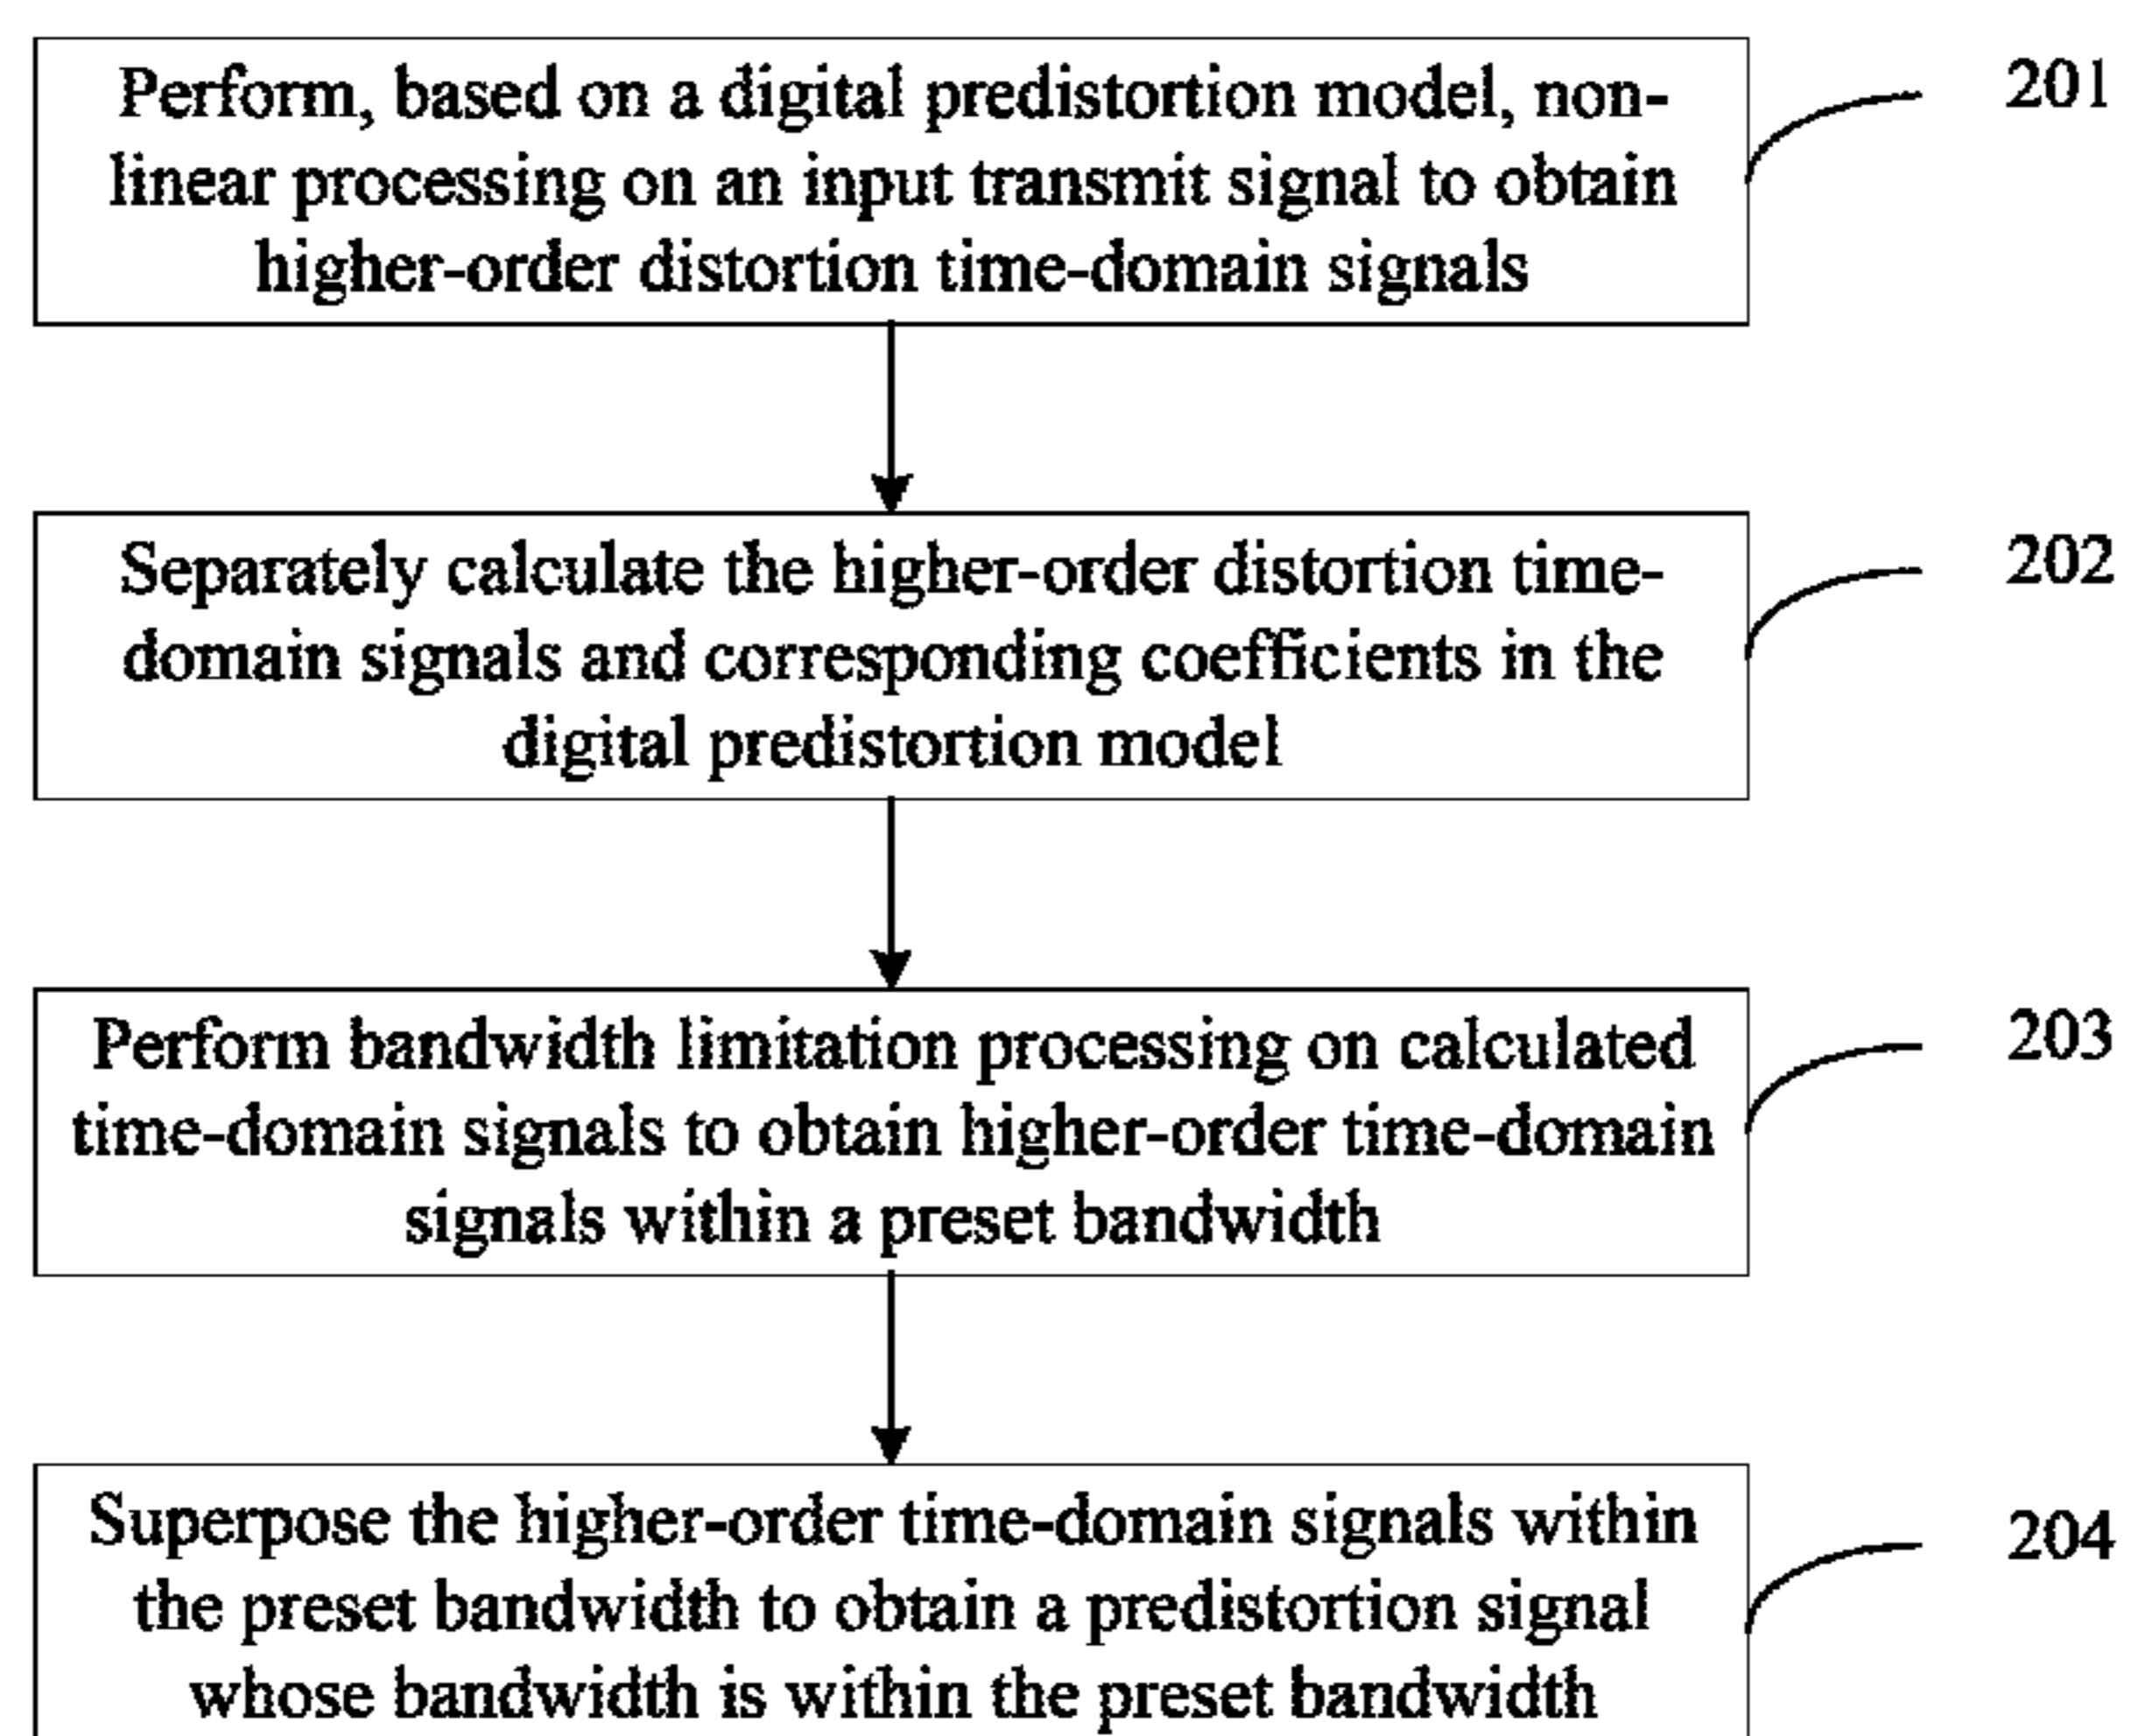 Perform, based on a digital predistortion model, non-
linear processing on an input transmit signal to obtain
higher-order distortion time-domain signals
201
Separately calculate the higher-order distortion time-
domain signals and corresponding coefficients in the
digital predistortion model
202
Perform bandwidth limitation processing on calculated
time-domain signals to obtain higher-order time-domain
signals within a preset bandwidth
203
Superpose the higher-order time-domain signals within
the preset bandwidth to obtain a predistortion signal
whose bandwidth is within the preset bandwidth
204